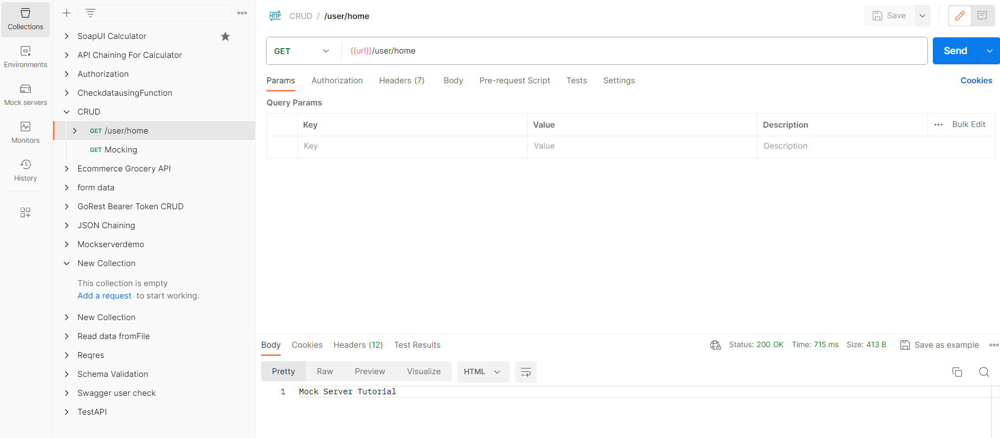 Collections
Environments
Mock servers
Monitors
History
SoapUI Calculator
API Chaining For Calculator
Authorization
CheckdatausingFunction
CRUD
GET /user/home
GET Mocking
Ecommerce Grocery API
form data
GoRest Bearer Token CRUD
JSON Chaining
Mockserverdemo
New Collection
This collection is empty
Add a request to start working.
New Collection
Read data fromFile
Reqres
Schema Validation
Swagger user check
TestAPI
HTTP CRUD / /user/home Save
GET {{url}}/user/home Send
Params Authorization Headers (7) Body Pre-request Script Tests Settings Cookies
Query Params
Key Value Description Bulk Edit
Key Value Description
Body Cookies Headers (12) Test Results Status: 200 OK Time: 715 ms Size: 413 B Save as example
Pretty Raw Preview Visualize HTML
1 Mock Server Tutorial